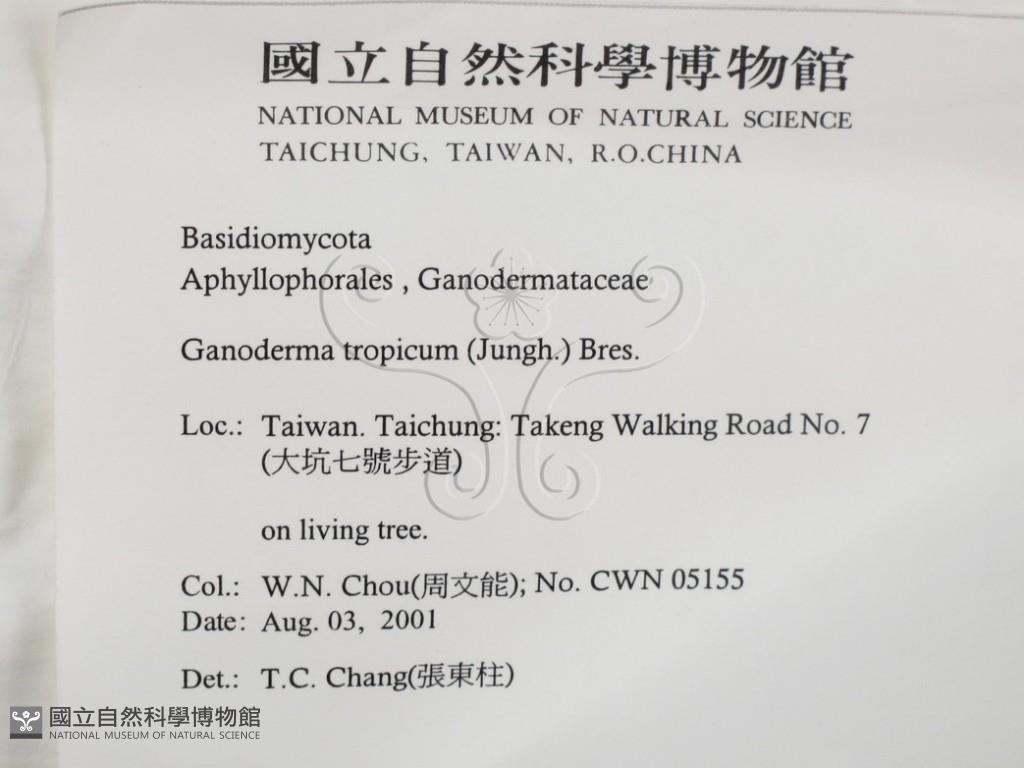 國立自然科學博物館
NATIONAL MUSEUM OF NATURAL SCIENCE
TAICHUNG, TAIWAN, R.O.CHINA
Basidiomycota
Aphyllophorales , Ganodermataceae
Ganoderma tropicum (Jungh.) Bres.
Loc.: Taiwan. Taichung: Takeng Walking Road No. 7
(大坑七號步道)
on living tree.
Col.: W.N. Chou(周文能); No. CWN 05155
Date: Aug. 03, 2001
Det.: T.C. Chang(張東柱)
國立自然科學博物館
NATIONAL MUSEUM OF NATURAL SCIENCE